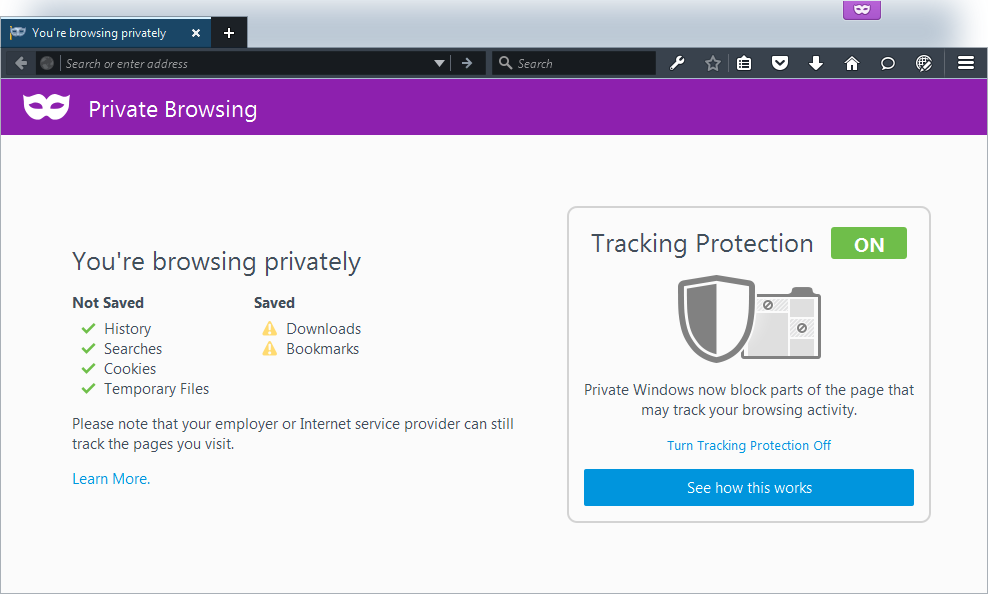 You're browsing privately
Search or enter address
Search
Private Browsing
You're browsing privately
Not Saved
Saved
History
Downloads
Searches
Bookmarks
Cookies
Temporary Files
Please note that your employer or Internet service provider can still
track the pages you visit.
Learn More.
Tracking Protection
ON
Private Windows now block parts of the page that
may track your browsing activity.
Turn Tracking Protection Off
See how this works